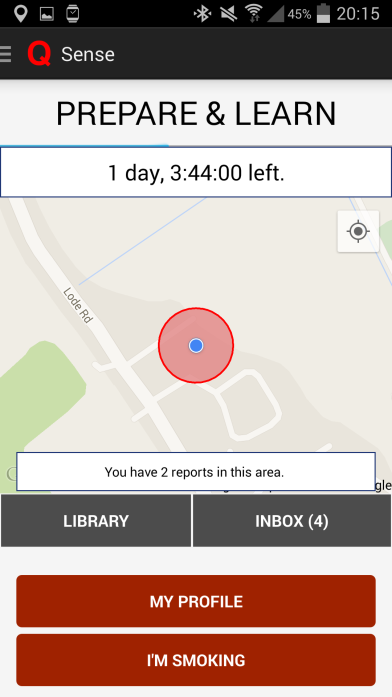 45% 20:15
Q Sense
PREPARE & LEARN
1 day, 3:44:00 left.
Lode Rd
You have 2 reports in this area.
gle
LIBRARY INBOX (4)
MY PROFILE
I'M SMOKING